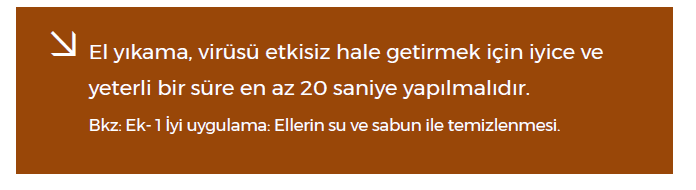 El yıkama, virüsü etkisiz hale getirmek için iyice ve
yeterli bir süre en az 20 saniye yapılmalıdır.
Bkz: Ek- 1 İyi uygulama: Ellerin su ve sabun ile temizlenmesi.